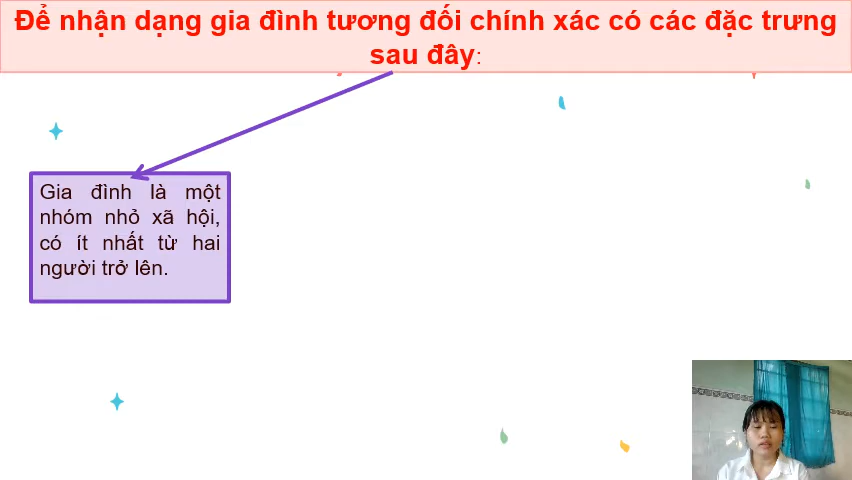 Để nhận dạng gia đình tương đối chính xác có các đặc trưng
sau đây:
Gia đình là một
nhóm nhỏ xã hội,
có ít nhất từ hai
người trở lên.